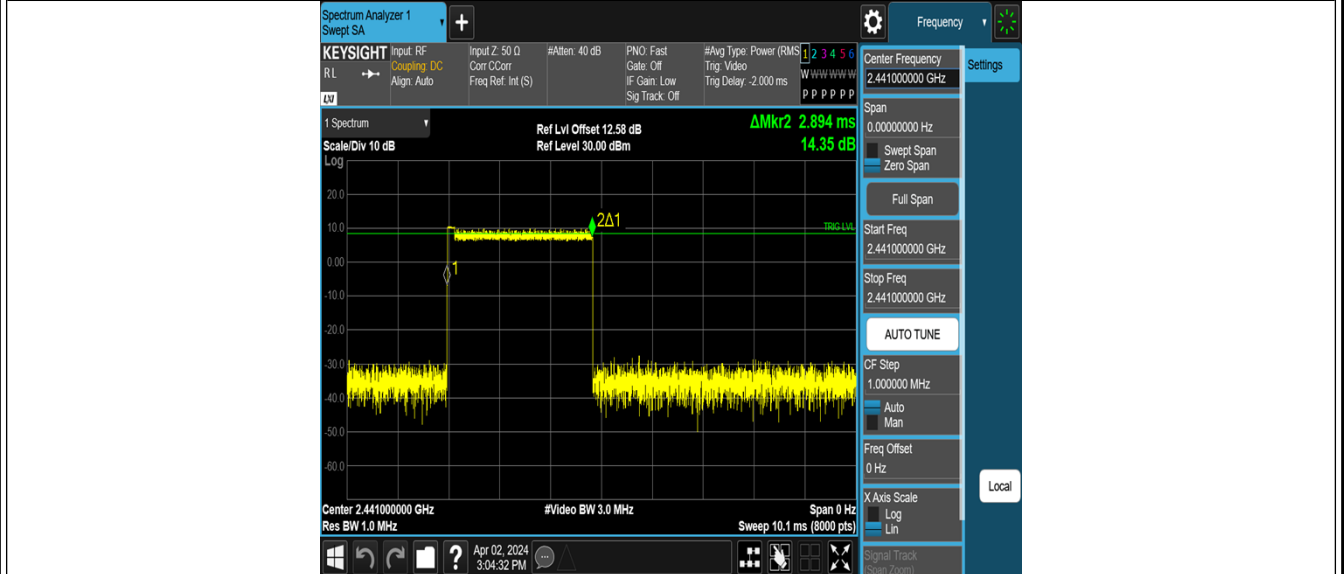 Spectrum Analyzer 1
Swept SA
+
Frequency
KEYSIGHT
RL
LXI
Input: RF
Coupling: DC
Align: Auto
Input Z: 50 Ω
Corr CCorr
Freq Ref: Int (S)
#Atten: 40 dB
PNO: Fast
Gate: Off
IF Gain: Low
Sig Track: Off
#Avg Type: Power (RMS
Trig: Video
Trig Delay: -2.000 ms
1 2 3 4 5 6
W W W W W W
P P P P P P
1 Spectrum
Scale/Div 10 dB
Log
Ref Lvl Offset 12.58 dB
Ref Level 30.00 dBm
ΔMkr2 2.894 ms
14.35 dB
20.0
10.0
0.00
-10.0
-20.0
-30.0
-40.0
-50.0
-60.0
2Δ1
1
TRIG LVL
Center 2.441000000 GHz
Res BW 1.0 MHz
#Video BW 3.0 MHz
Span 0 Hz
Sweep 10.1 ms (8000 pts)
Center Frequency
2.441000000 GHz
Span
0.00000000 Hz
Swept Span
Zero Span
Full Span
Start Freq
2.441000000 GHz
Stop Freq
2.441000000 GHz
AUTO TUNE
CF Step
1.000000 MHz
Auto
Man
Freq Offset
0 Hz
X Axis Scale
Log
Lin
Signal Track
(Span Zoom)
Settings
Local
?
Apr 02, 2024
3:04:32 PM